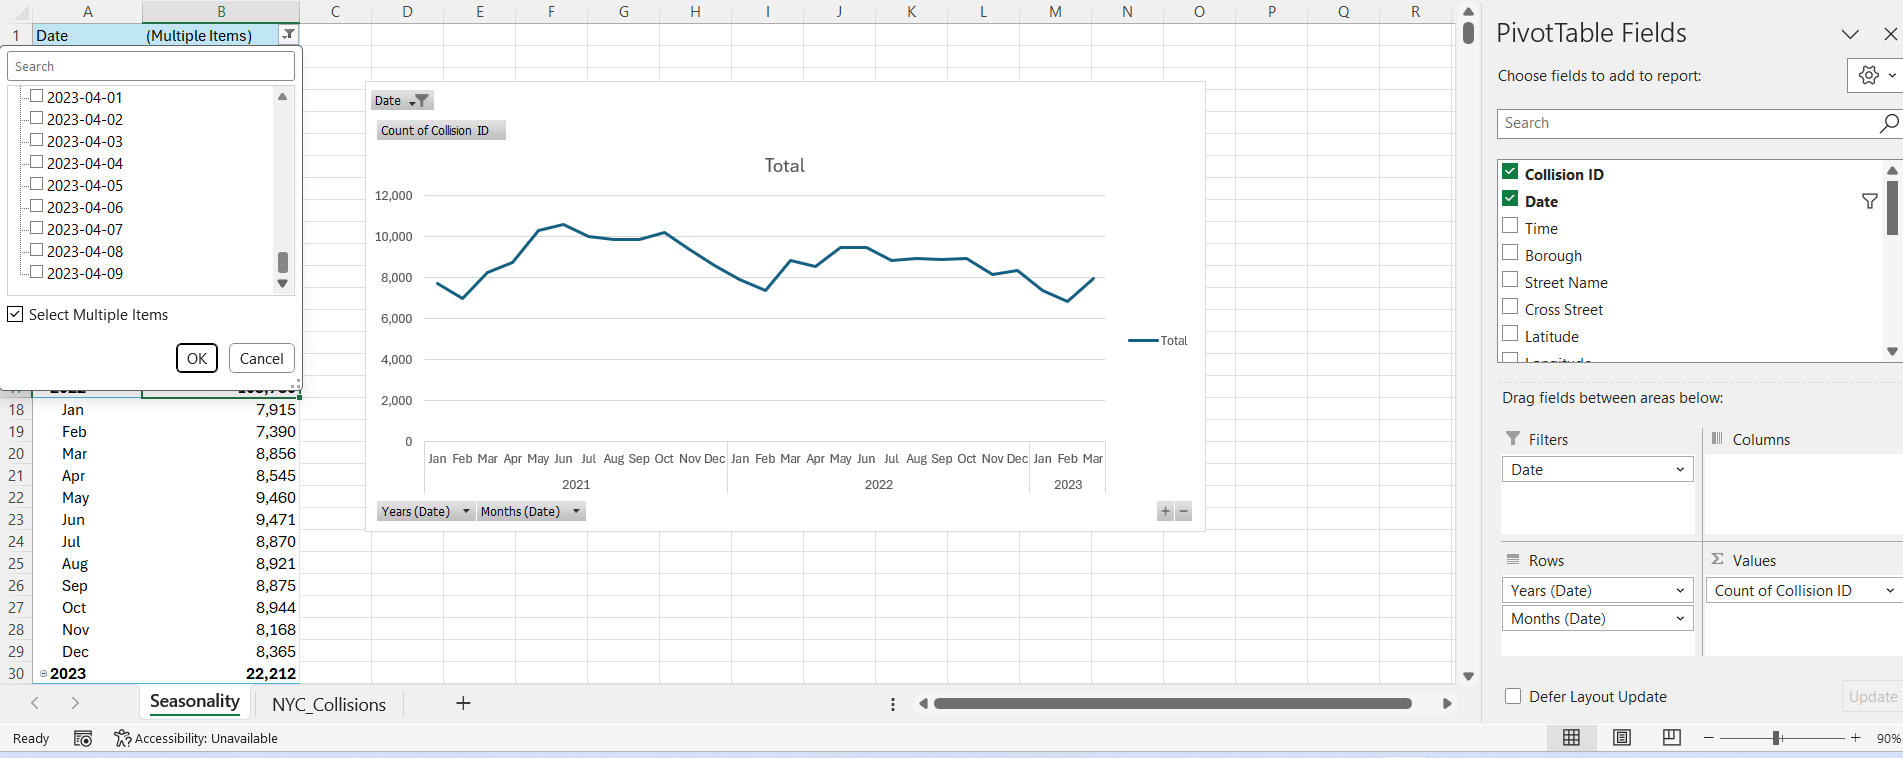 A B C D E F G H I J K L M N O P Q R
1 Date (Multiple Items)
Search
2023-04-01
2023-04-02
2023-04-03
2023-04-04
2023-04-05
2023-04-06
2023-04-07
2023-04-08
2023-04-09
Select Multiple Items
OK Cancel
18 Jan 7,915
19 Feb 7,390
20 Mar 8,856
21 Apr 8,545
22 May 9,460
23 Jun 9,471
24 Jul 8,870
25 Aug 8,921
26 Sep 8,875
27 Oct 8,944
28 Nov 8,168
29 Dec 8,365
30 2023 22,212
Date
Count of Collision ID
Total
12,000
10,000
8,000
6,000
4,000
2,000
0
Total
Jan Feb Mar Apr May Jun Jul Aug Sep Oct Nov Dec Jan Feb Mar Apr May Jun Jul Aug Sep Oct Nov Dec Jan Feb Mar
2021 2022 2023
Years (Date) Months (Date) + −
PivotTable Fields
Choose fields to add to report:
Search
Collision ID
Date
Time
Borough
Street Name
Cross Street
Latitude
Drag fields between areas below:
Filters Columns
Date
Rows Σ Values
Years (Date) Count of Collision ID
Months (Date)
Defer Layout Update Update
Seasonality NYC_Collisions +
Ready Accessibility: Unavailable − + 90%